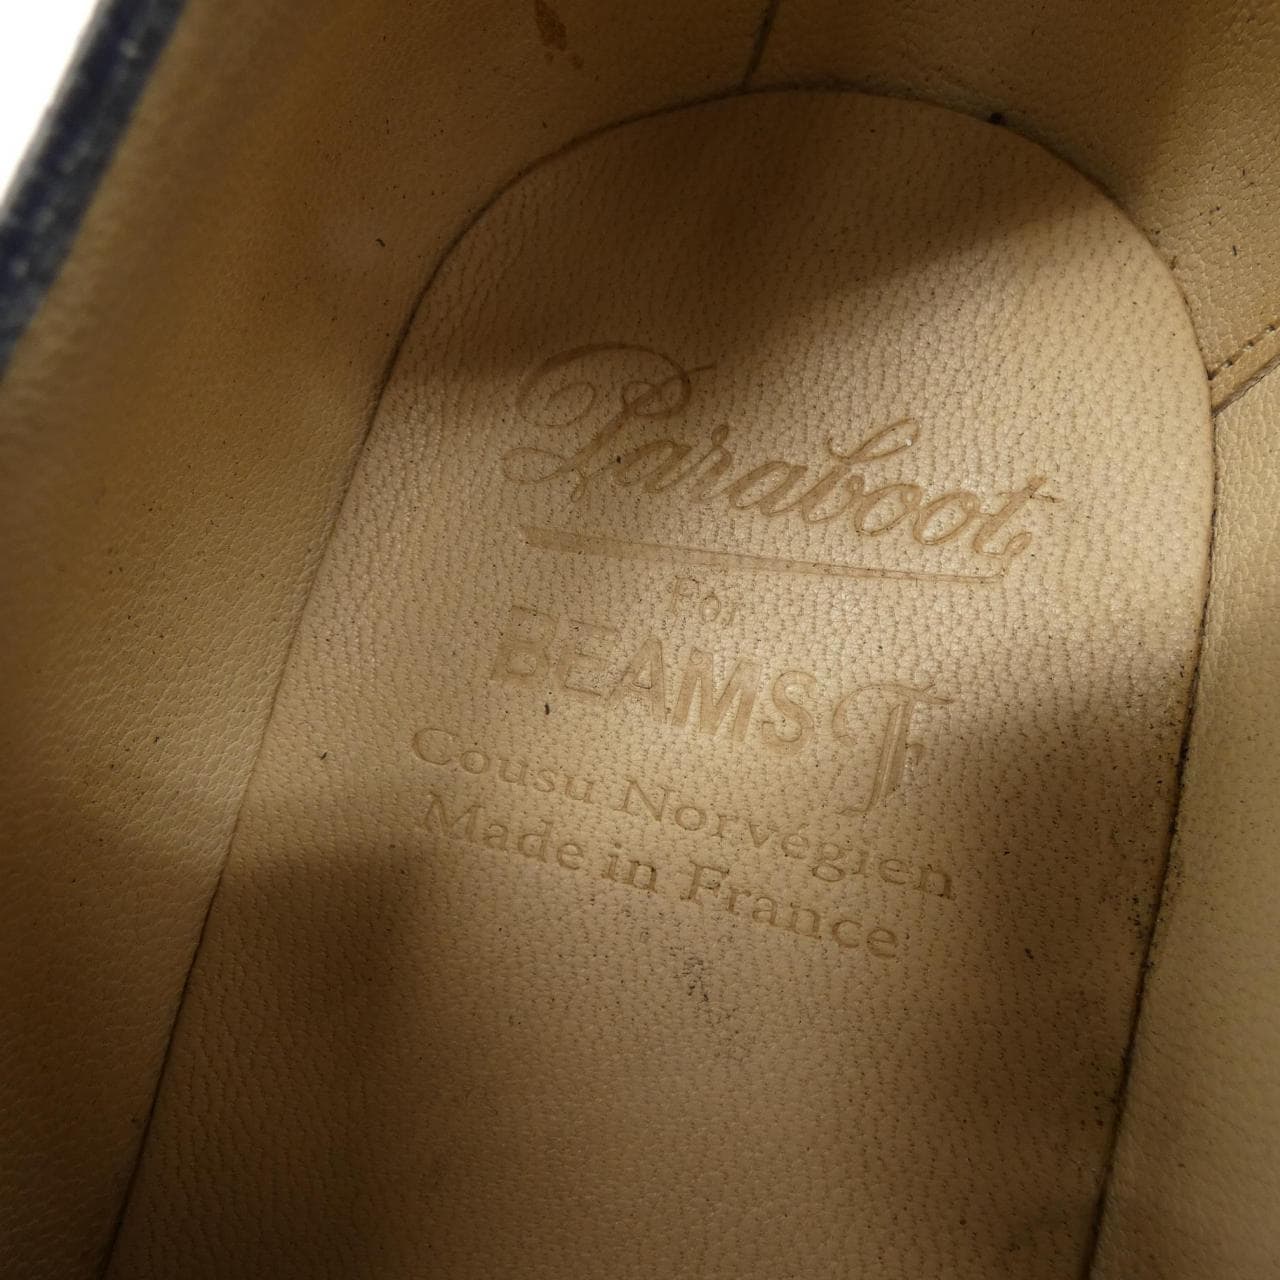 Paraboot
For
BEAMS F
Cousu Norvégien
Made in France